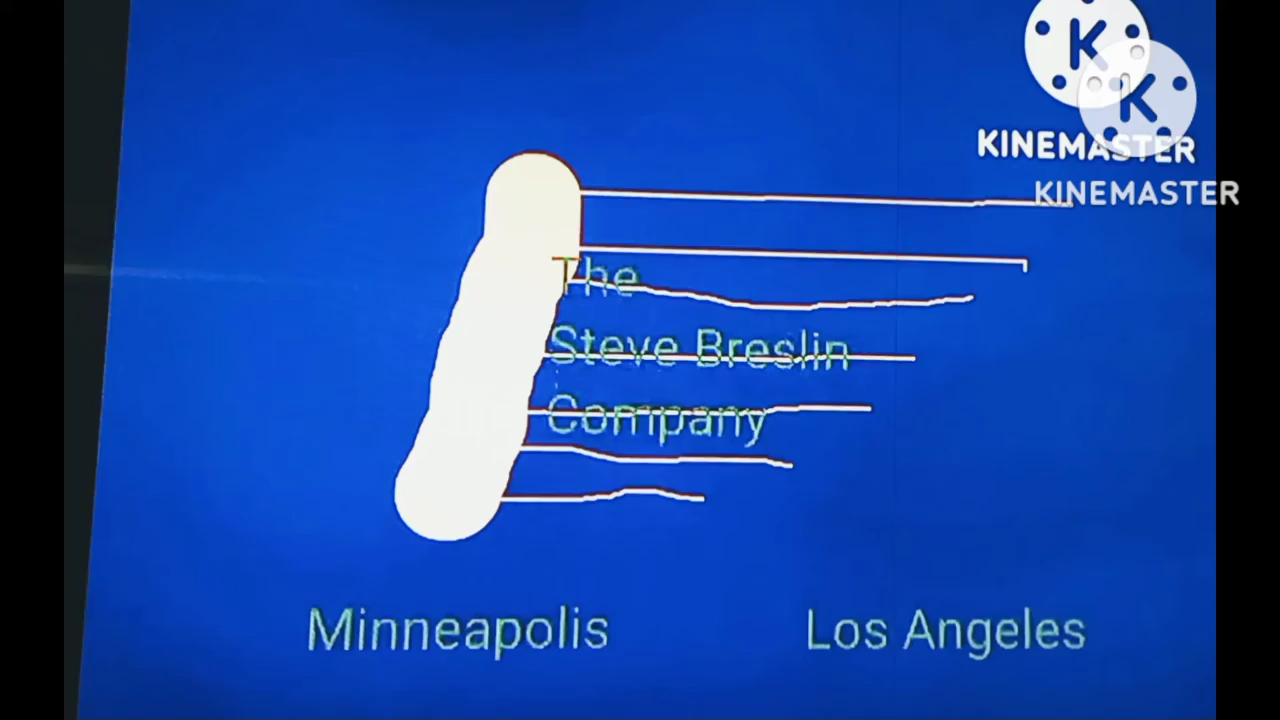 K
K
KINEMASTER
KINEMASTER
The
Steve Breslin
Company
Minneapolis
Los Angeles